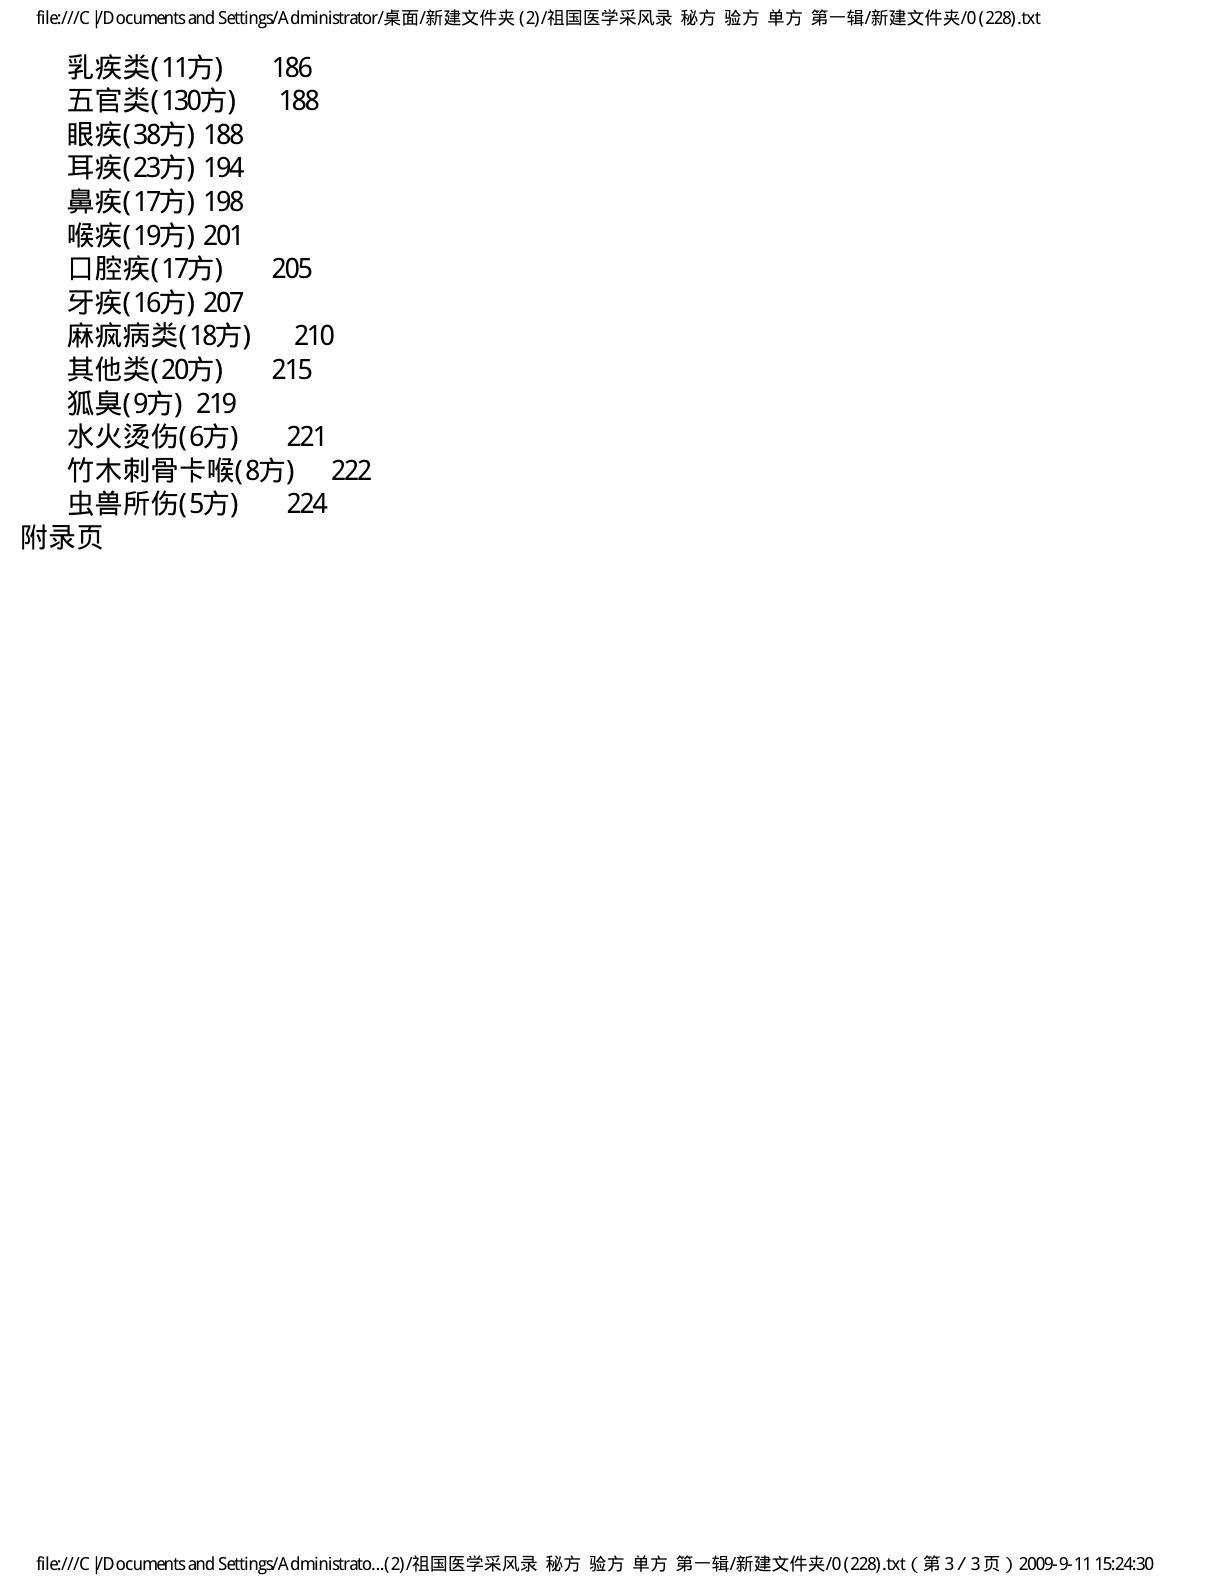 file:///C|/Documents and Settings/Administrator/桌面/新建文件夹 (2)/祖国医学采风录 秘方 验方 单方 第一辑/新建文件夹/0 (228).txt
乳疾类(11方) 186
五官类(130方) 188
眼疾(38方) 188
耳疾(23方) 194
鼻疾(17方) 198
喉疾(19方) 201
口腔疾(17方) 205
牙疾(16方) 207
麻疯病类(18方) 210
其他类(20方) 215
狐臭(9方) 219
水火烫伤(6方) 221
竹木刺骨卡喉(8方) 222
虫兽所伤(5方) 224
附录页
file:///C|/Documents and Settings/Administrato...(2)/祖国医学采风录 秘方 验方 单方 第一辑/新建文件夹/0 (228).txt（第 3／3 页）2009-9-11 15:24:30